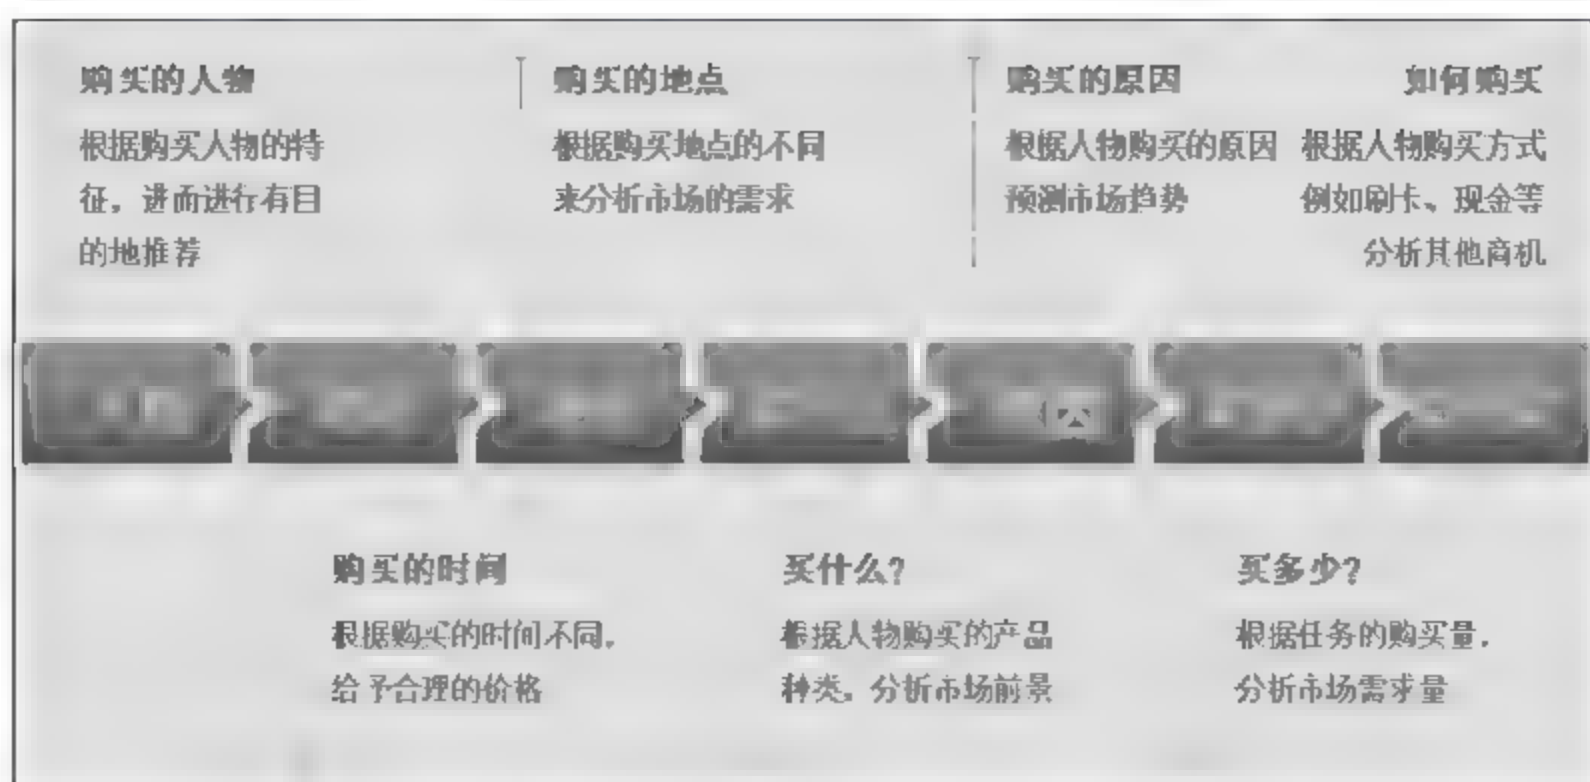 购买的人物
根据购买人物的特
征，进而进行有目
的地推荐
购买的地点
根据购买地点的不同
来分析市场的需求
购买的原因
根据人物购买的原因
预测市场趋势
如何购买
根据人物购买方式
例如刷卡、现金等
分析其他商机
购买的时间
根据购买的时间不同，
给予合理的价格
买什么？
根据人物购买的产品
种类，分析市场前景
买多少？
根据任务的购买量，
分析市场需求量